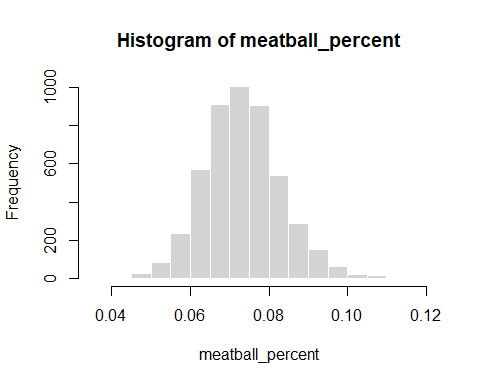 Histogram of meatball_percent
Frequency
1000
600
200
0
0.04 0.06 0.08 0.10 0.12
meatball_percent